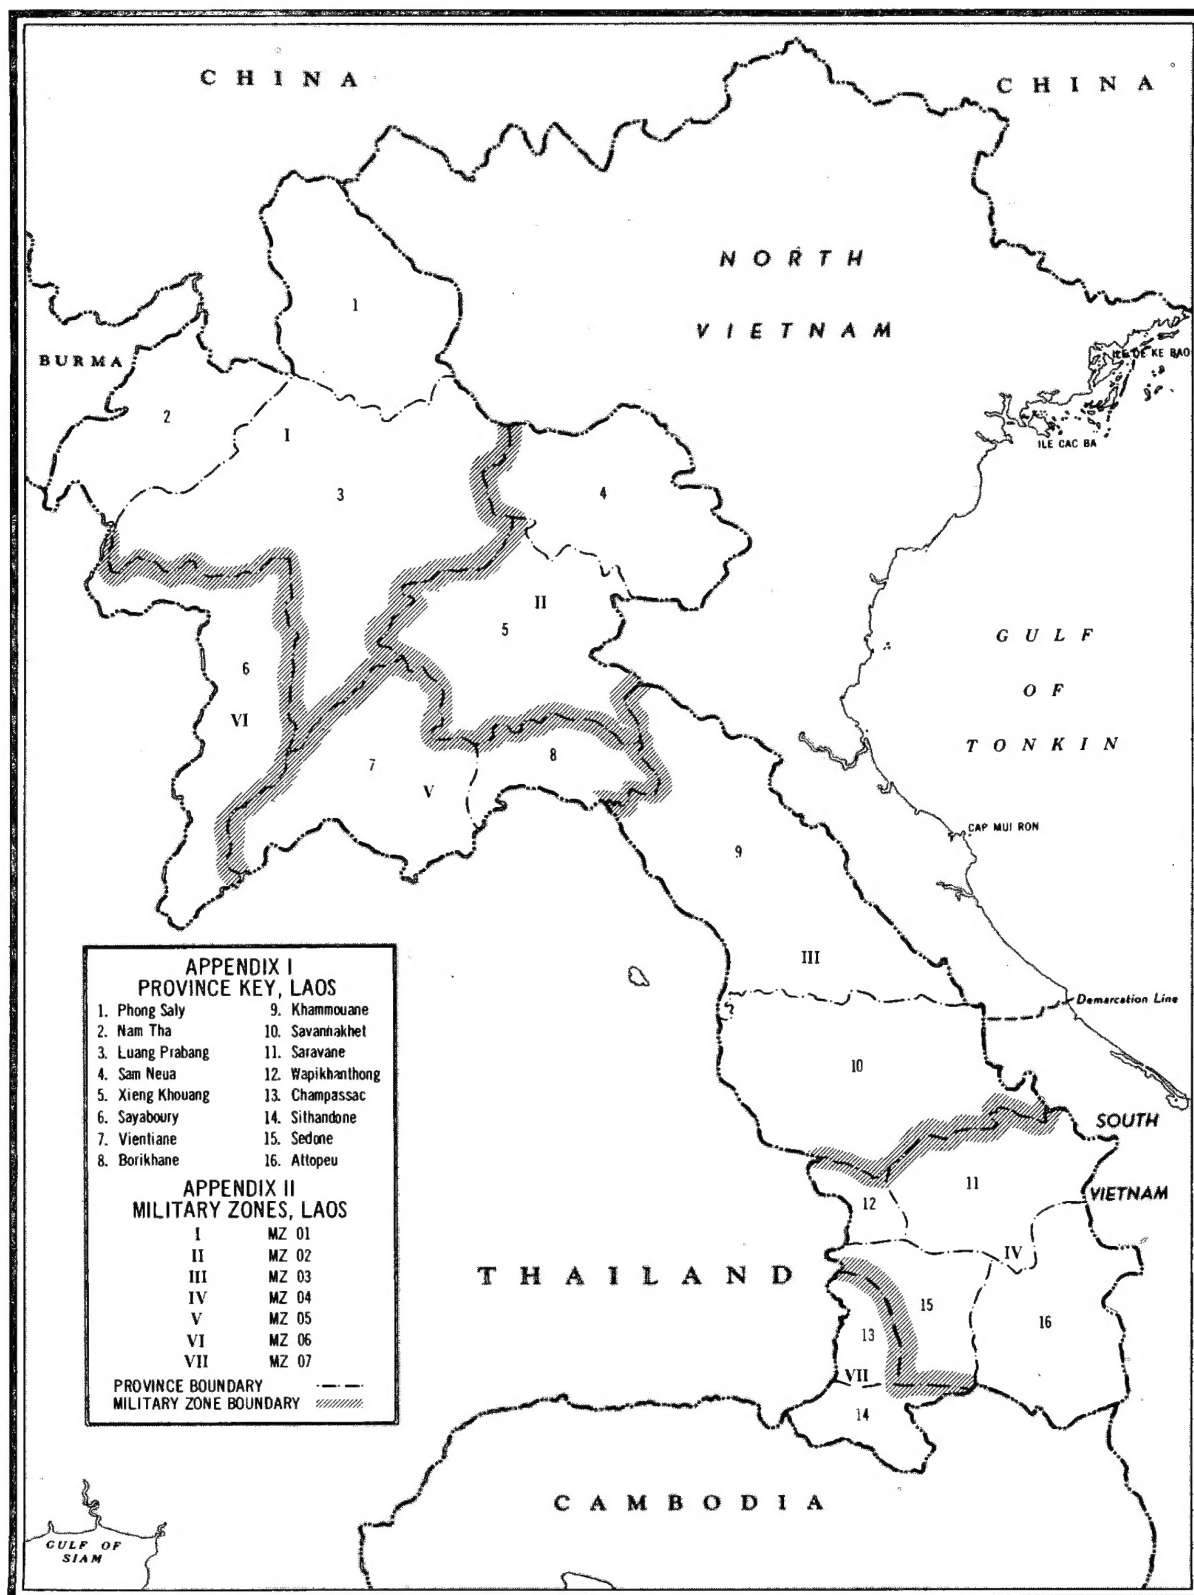 CHINA
CHINA
NORTH
VIETNAM
1
BURMA
ILE DE KE BAO
2
I
ILE CAC BA
3
4
II
5
GULF
OF
TONKIN
6
VI
7
V
8
CAP MUI RON
9
III
Demarcation Line
10
SOUTH
VIETNAM
11
12
IV
THAILAND
15
13
16
VII
14
CAMBODIA
GULF OF
SIAM
APPENDIX I
PROVINCE KEY, LAOS
1. Phong Saly 9. Khammouane
2. Nam Tha 10. Savannakhet
3. Luang Prabang 11. Saravane
4. Sam Neua 12. Wapikhanthong
5. Xieng Khouang 13. Champassac
6. Sayaboury 14. Sithandone
7. Vientiane 15. Sedone
8. Borikhane 16. Attopeu
APPENDIX II
MILITARY ZONES, LAOS
I MZ 01
II MZ 02
III MZ 03
IV MZ 04
V MZ 05
VI MZ 06
VII MZ 07
PROVINCE BOUNDARY
MILITARY ZONE BOUNDARY